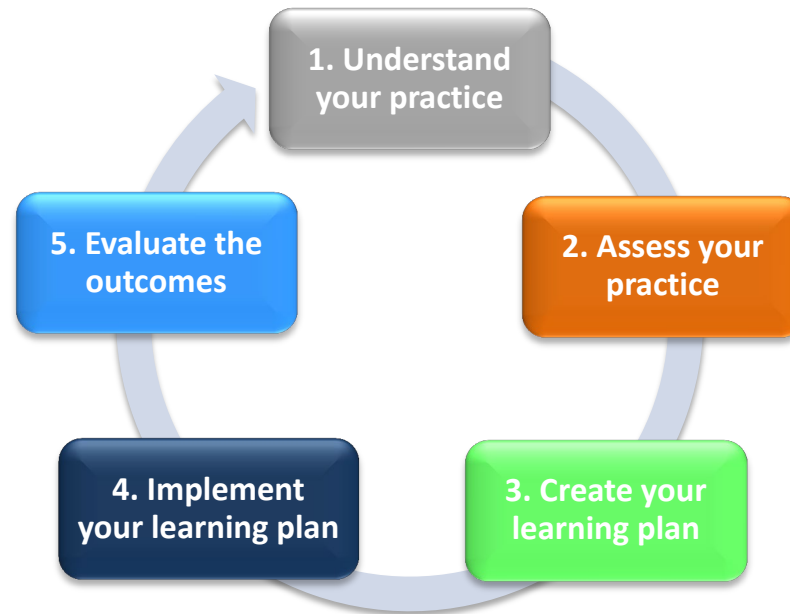 1. Understand
your practice
2. Assess your
practice
3. Create your
learning plan
4. Implement
your learning plan
5. Evaluate the
outcomes